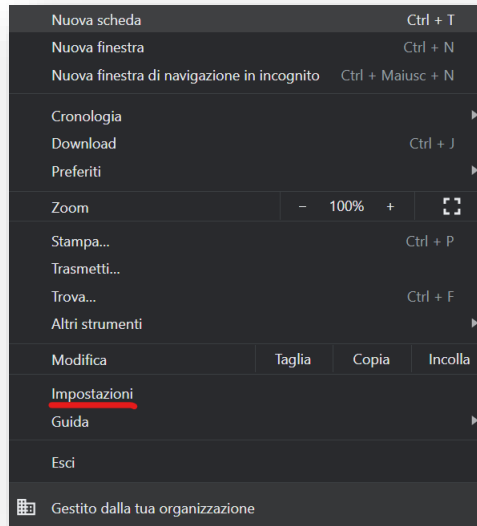 Nuova scheda Ctrl + T
Nuova finestra Ctrl + N
Nuova finestra di navigazione in incognito Ctrl + Maiusc + N
Cronologia
Download Ctrl + J
Preferiti
Zoom − 100% +
Stampa... Ctrl + P
Trasmetti...
Trova... Ctrl + F
Altri strumenti
Modifica Taglia Copia Incolla
Impostazioni
Guida
Esci
Gestito dalla tua organizzazione